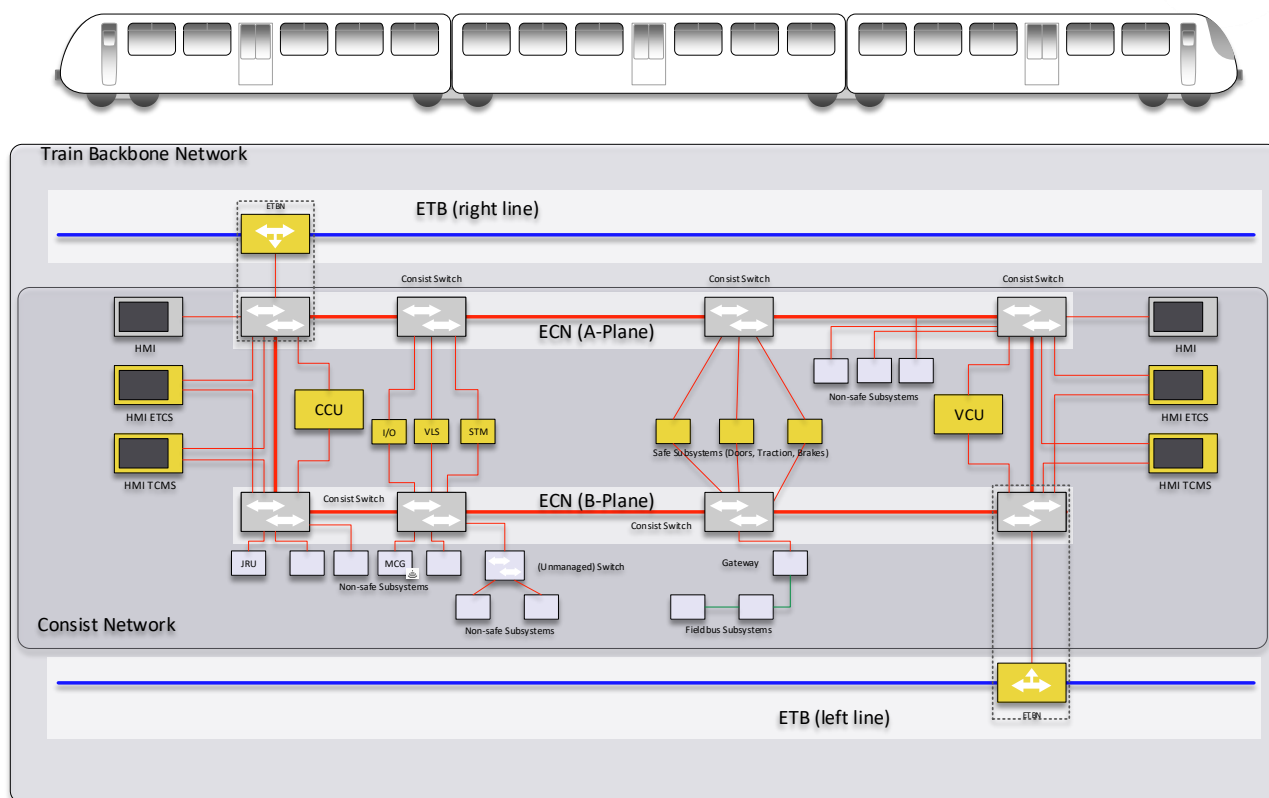 Train Backbone Network
ETBN
ETB (right line)
Consist Switch
Consist Switch
Consist Switch
HMI
ECN (A-Plane)
HMI
Non-safe Subsystems
HMI ETCS
CCU
VCU
HMI ETCS
I/O
VLS
STM
Safe Subsystems (Doors, Traction, Brakes)
HMI TCMS
HMI TCMS
Consist Switch
ECN (B-Plane)
Consist Switch
JRU
MCG
(Unmanaged) Switch
Gateway
Non-safe Subsystems
Non-safe Subsystems
Fieldbus Subsystems
Consist Network
ETB (left line)
ETBN